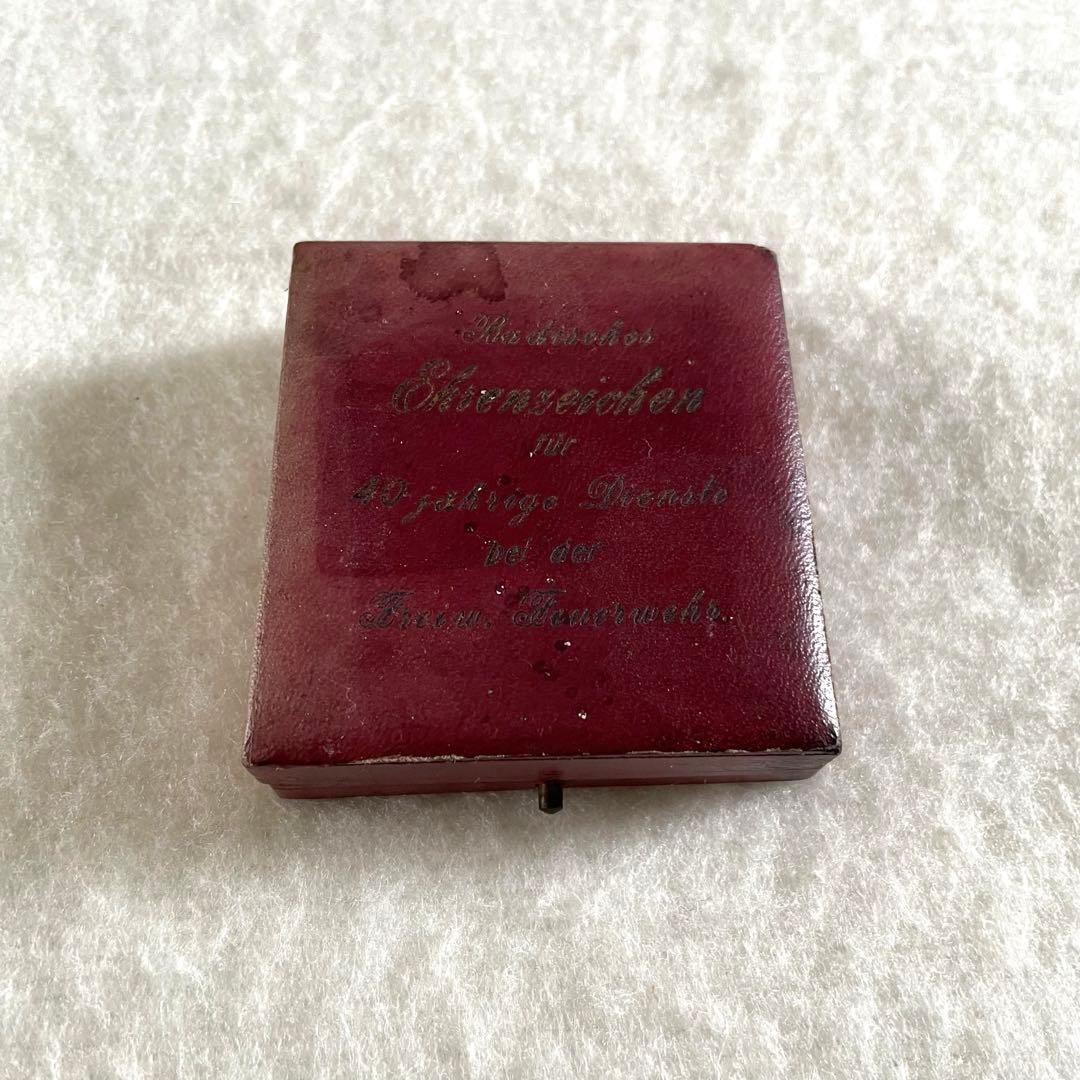 Badisches
Ehrenzeichen
für
40 jährige Dienste
bei der
Freiw. Feuerwehr.